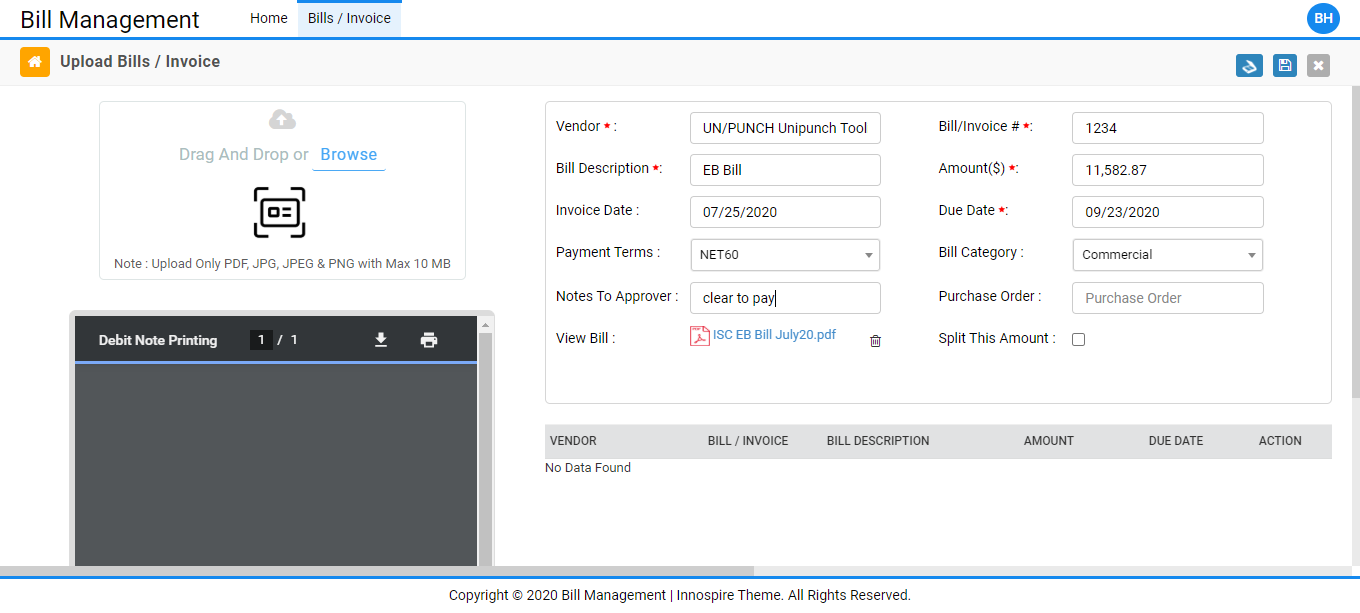 Bill Management Home Bills / Invoice BH
Upload Bills / Invoice
Drag And Drop or Browse
Note : Upload Only PDF, JPG, JPEG & PNG with Max 10 MB
Debit Note Printing 1 / 1
Vendor * : UN/PUNCH Unipunch Tool Bill/Invoice # *: 1234
Bill Description *: EB Bill Amount($) *: 11,582.87
Invoice Date : 07/25/2020 Due Date *: 09/23/2020
Payment Terms : NET60 Bill Category : Commercial
Notes To Approver : clear to pay Purchase Order : Purchase Order
View Bill : ISC EB Bill July20.pdf Split This Amount :
VENDOR BILL / INVOICE BILL DESCRIPTION AMOUNT DUE DATE ACTION
No Data Found
Copyright © 2020 Bill Management | Innospire Theme. All Rights Reserved.